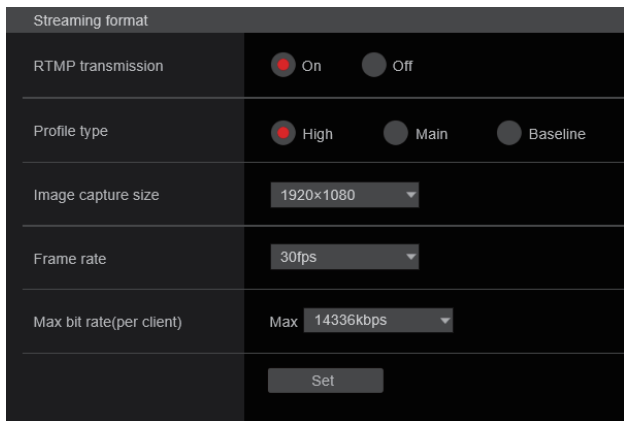 Streaming format
RTMP transmission On Off
Profile type High Main Baseline
Image capture size 1920×1080
Frame rate 30fps
Max bit rate(per client) Max 14336kbps
Set